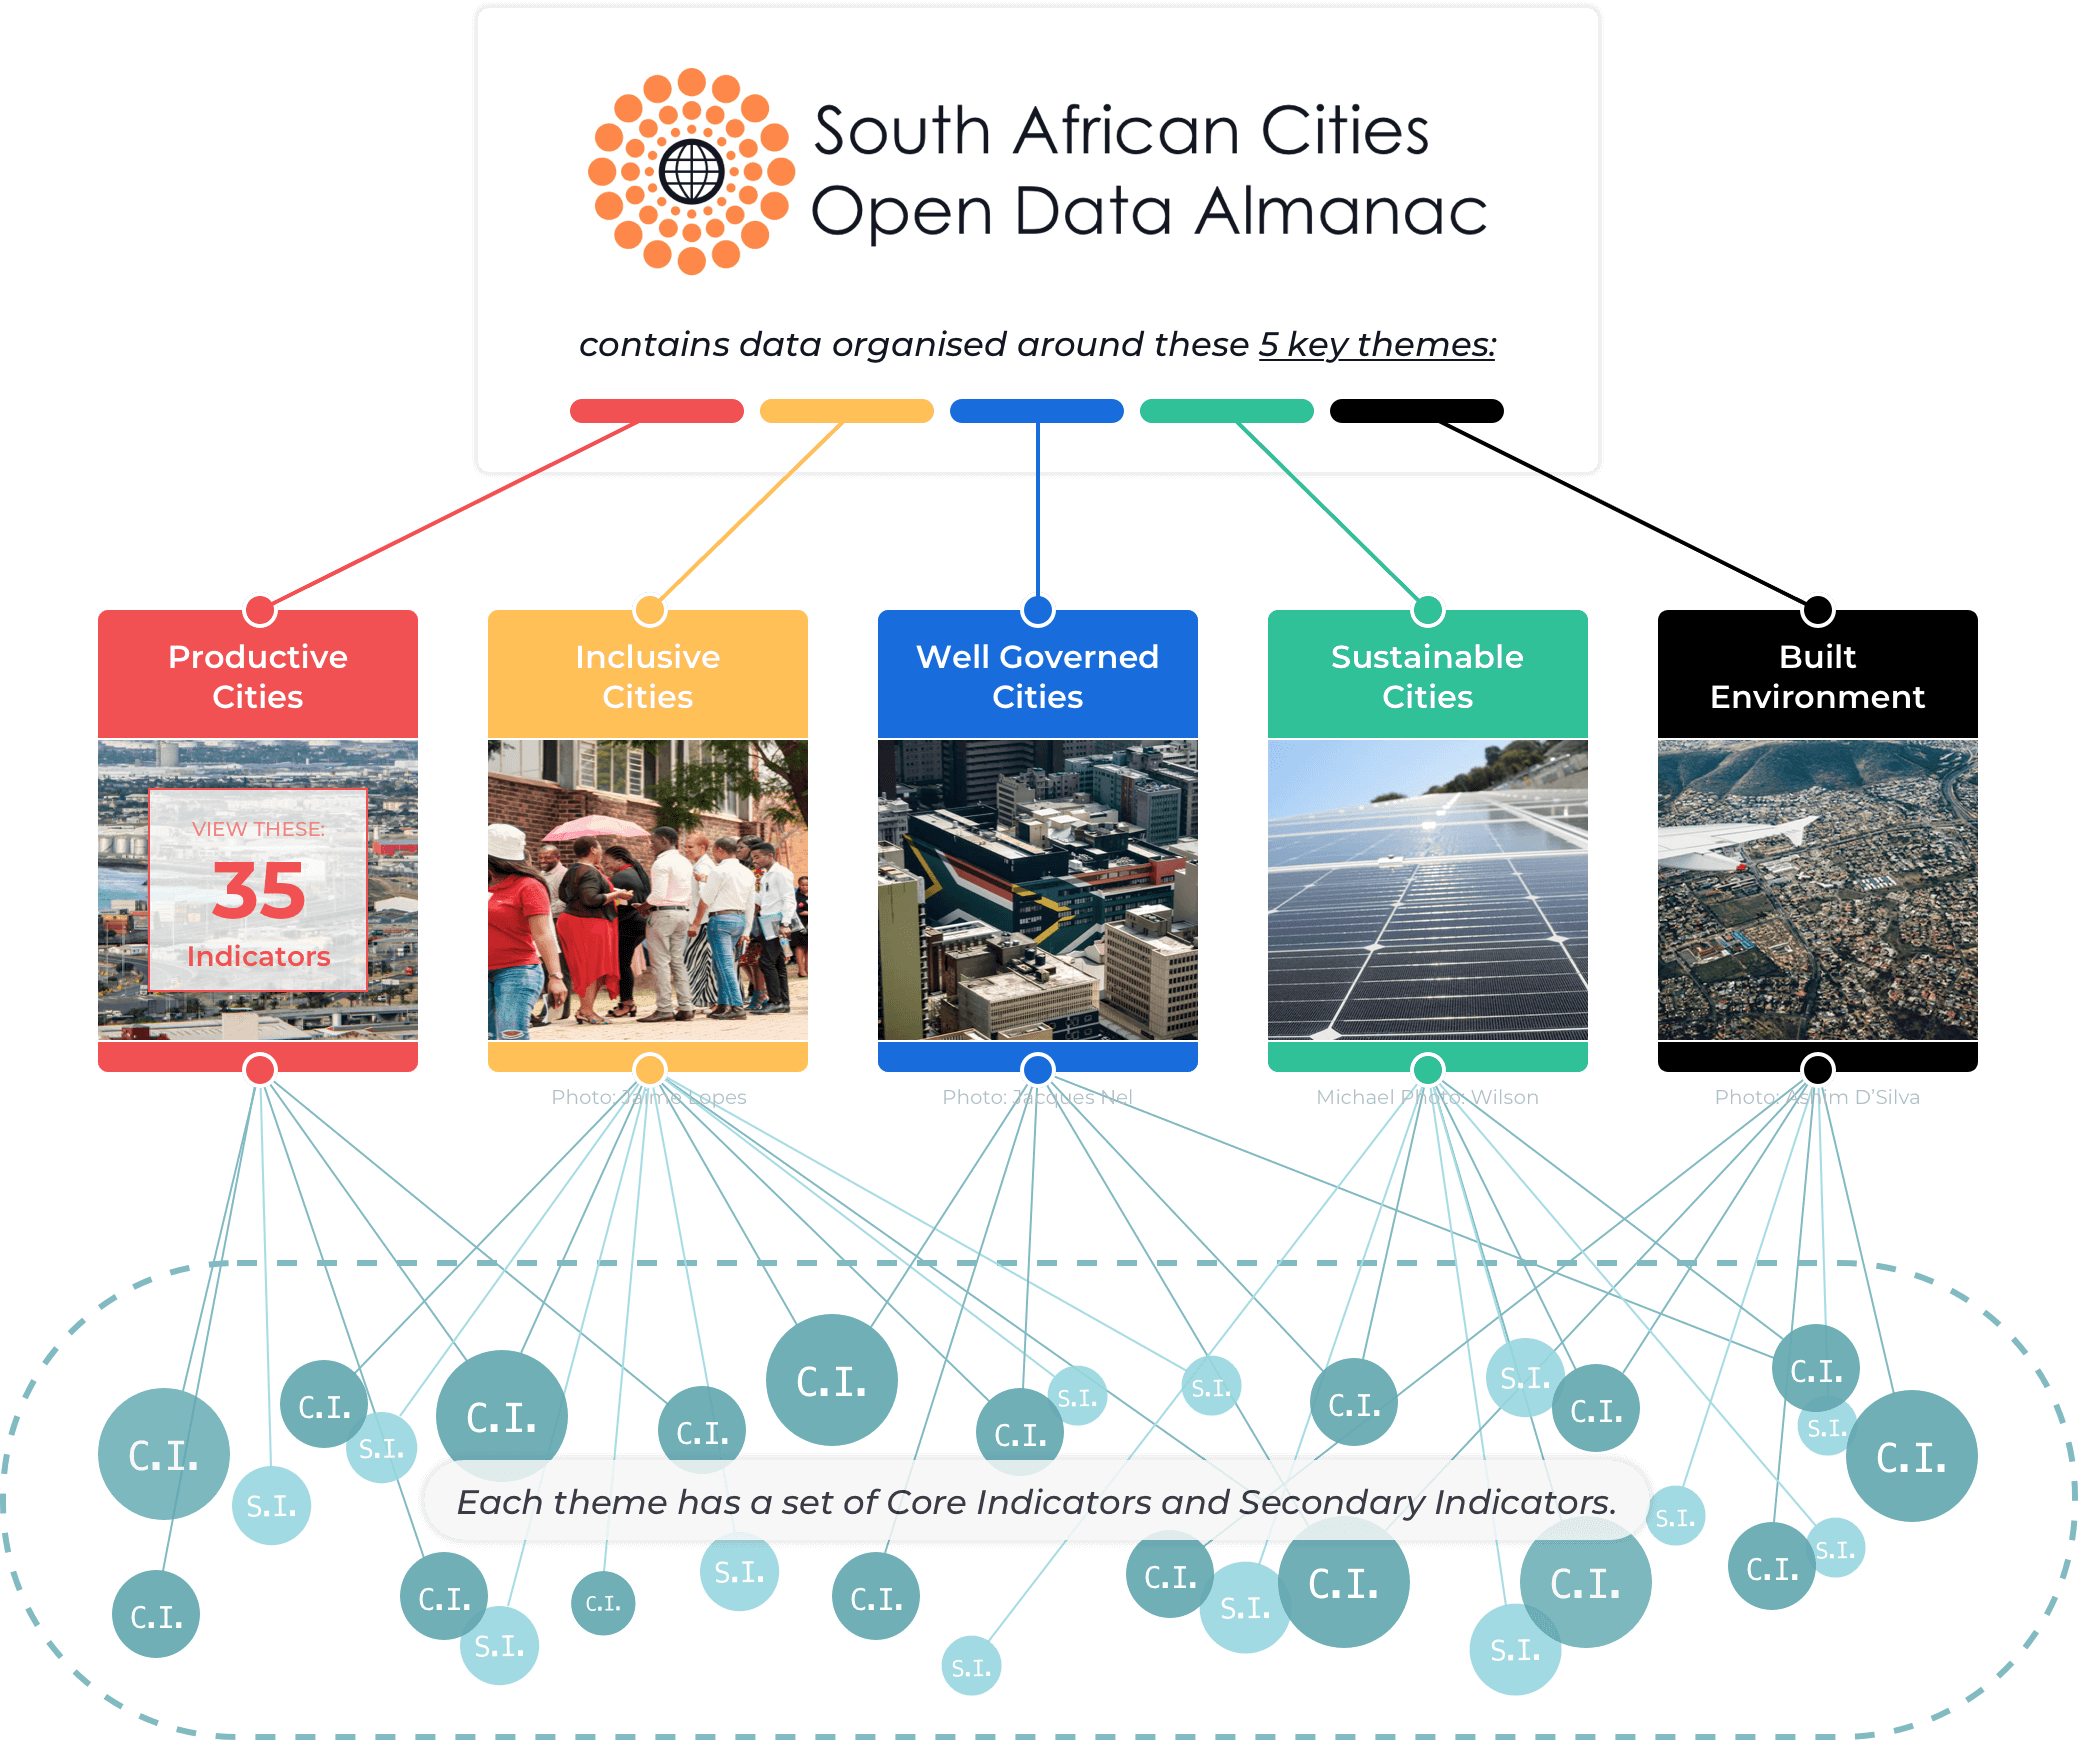 South African Cities
Open Data Almanac
contains data organised around these 5 key themes:
Productive
Cities
Inclusive
Cities
Well Governed
Cities
Sustainable
Cities
Built
Environment
VIEW THESE:
35
Indicators
Photo: Jaime Lopes
Photo: Jacques Nel
Michael Photo: Wilson
Photo: Ashim D'Silva
C.I.
S.I.
C.I.
S.I.
C.I.
C.I.
C.I.
C.I.
S.I.
S.I.
C.I.
S.I.
C.I.
C.I.
S.I.
C.I.
Each theme has a set of Core Indicators and Secondary Indicators.
S.I.
C.I.
C.I.
S.I.
C.I.
S.I.
C.I.
S.I.
C.I.
S.I.
C.I.
S.I.
C.I.
C.I.
S.I.